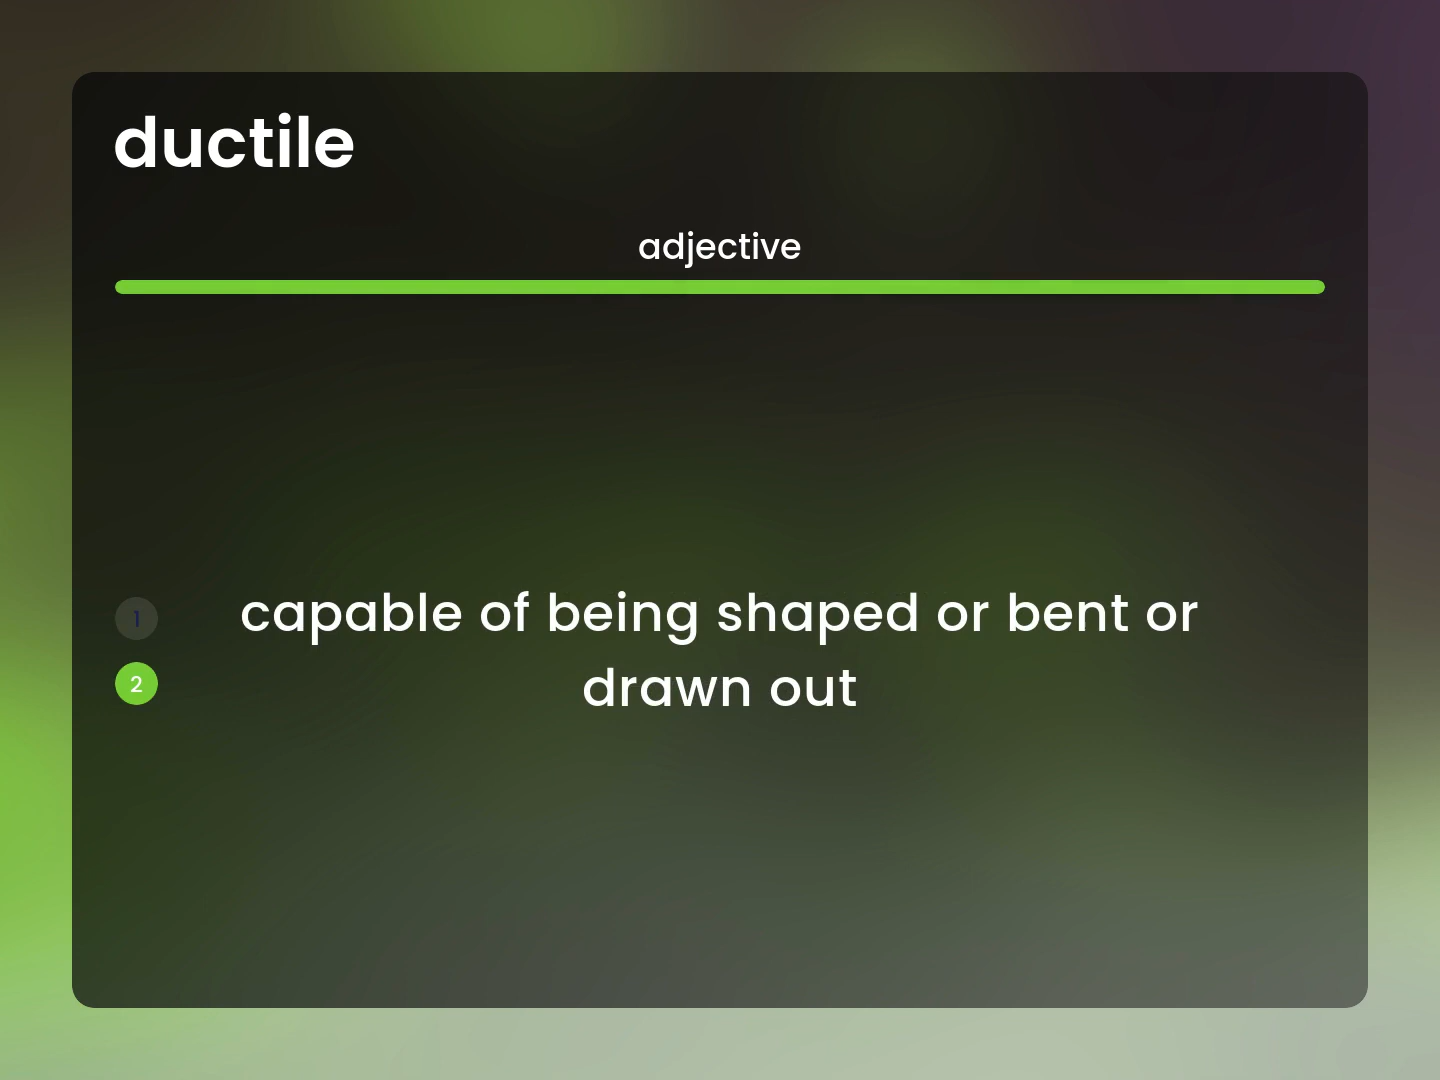 ductile
adjective
1
capable of being shaped or bent or
2
drawn out